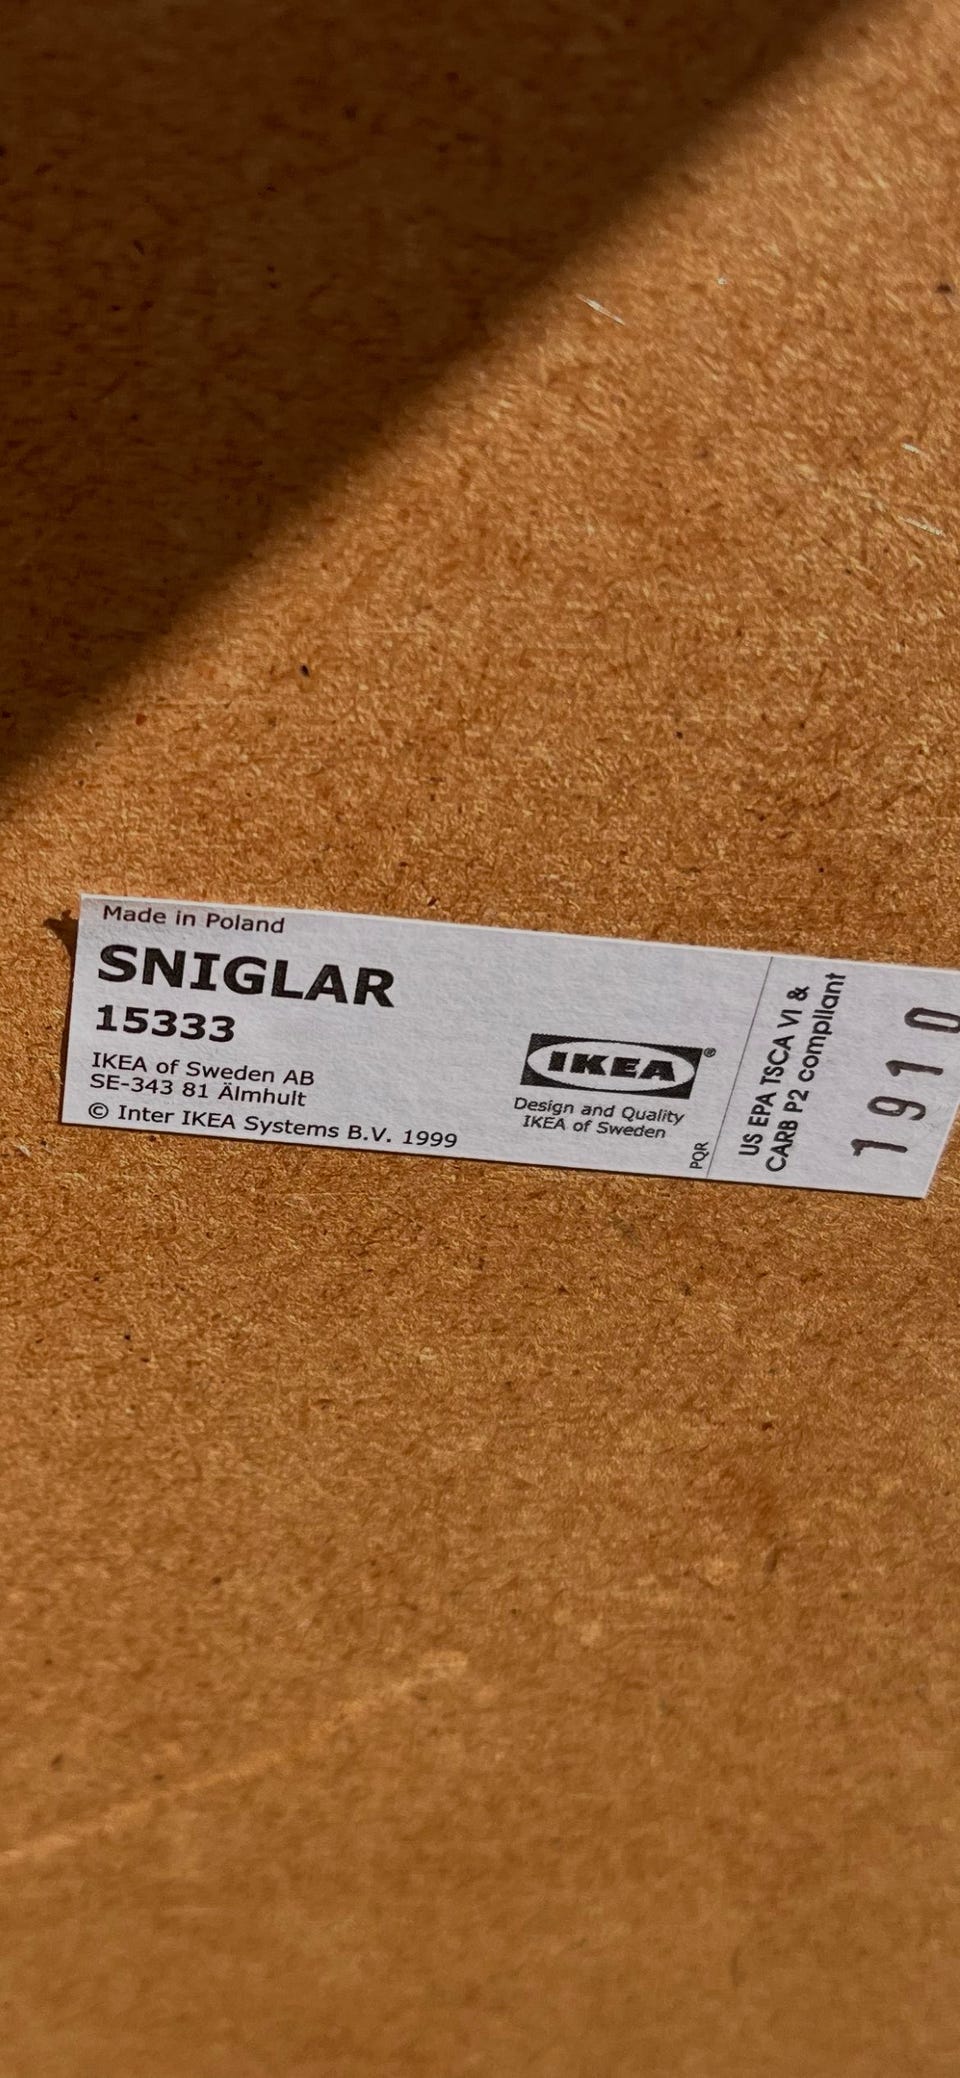 Made in Poland
SNIGLAR
15333
IKEA of Sweden AB
SE-343 81 Älmhult
© Inter IKEA Systems B.V. 1999
IKEA®
Design and Quality
IKEA of Sweden
PQR
US EPA TSCA VI &
CARB P2 compliant
1910